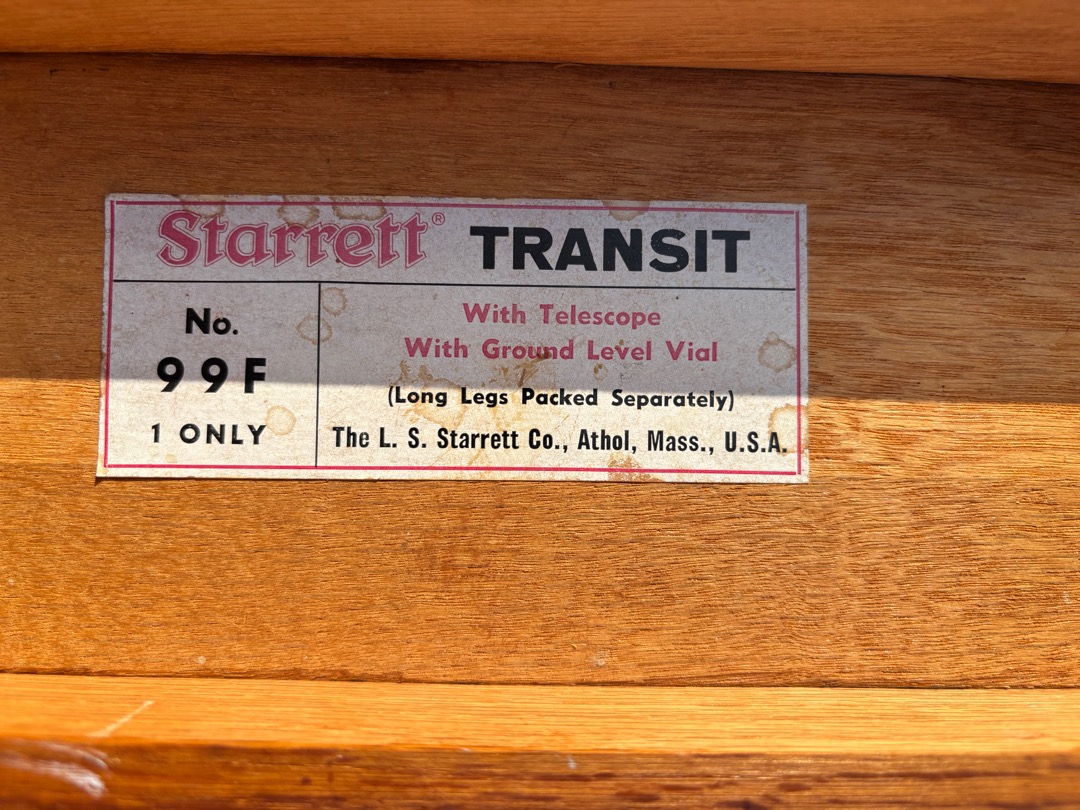 Starrett® TRANSIT
No.
99F
1 ONLY
With Telescope
With Ground Level Vial
(Long Legs Packed Separately)
The L. S. Starrett Co., Athol, Mass., U.S.A.